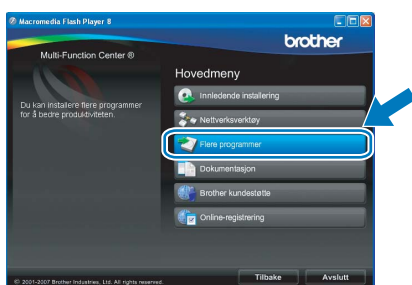 Macromedia Flash Player 8
brother
Multi-Function Center ®
Hovedmeny
Du kan installere flere programmer
for å bedre produktiviteten.
Innledende installering
Nettverksverktøy
Flere programmer
Dokumentasjon
Brother kundestøtte
Online-registrering
© 2001-2007 Brother Industries, Ltd. All rights reserved.
Tilbake
Avslutt